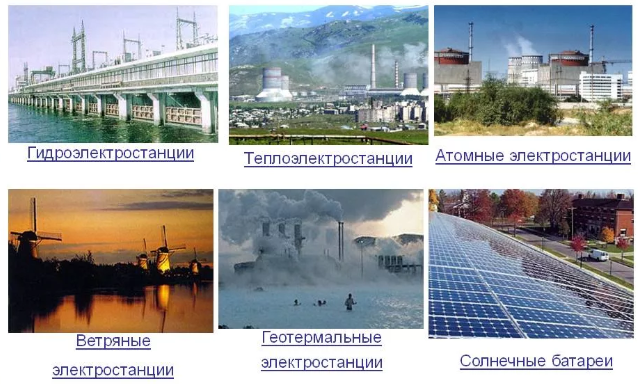 Гидроэлектростанции
Теплоэлектростанции
Атомные электростанции
Ветряные
электростанции
Геотермальные
электростанции
Солнечные батареи